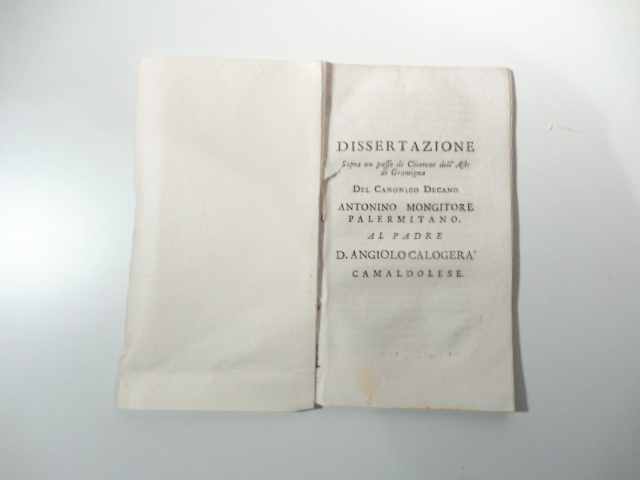 DISSERTAZIONE
Sopra un passo di Cicerone dell' Aste
di Gramigna
DEL CANONICO DECANO
ANTONINO MONGITORE
PALERMITANO.
AL PADRE
D. ANGIOLO CALOGERA'
CAMALDOLESE.